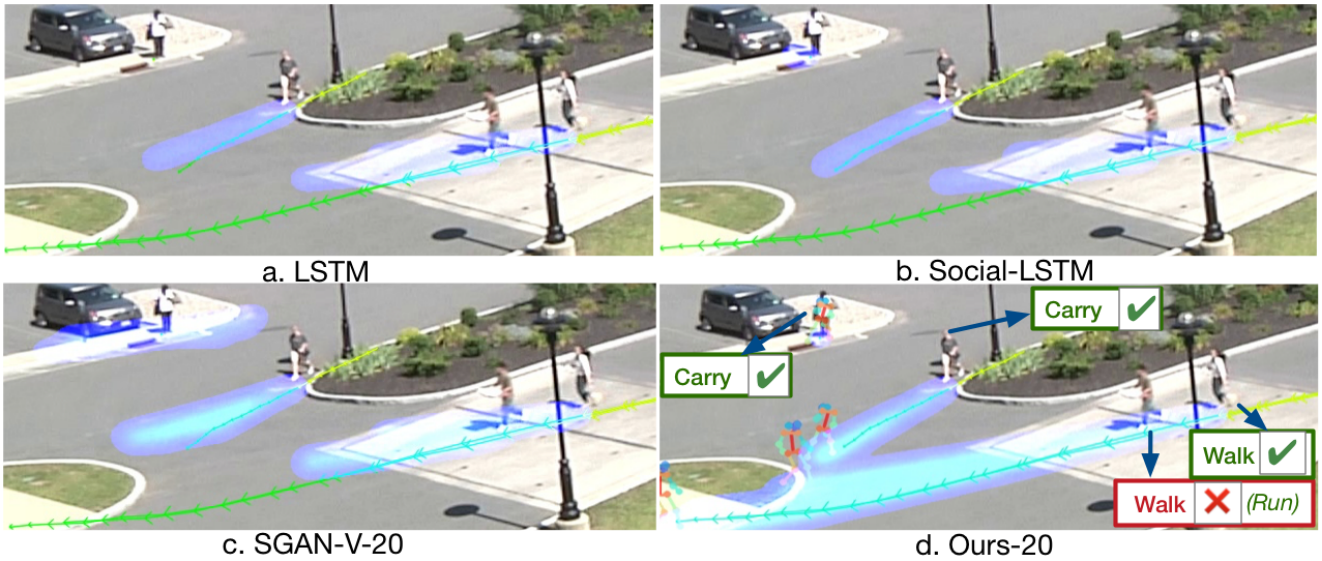 a. LSTM
b. Social-LSTM
Carry
Carry
Walk
Walk (Run)
c. SGAN-V-20
d. Ours-20